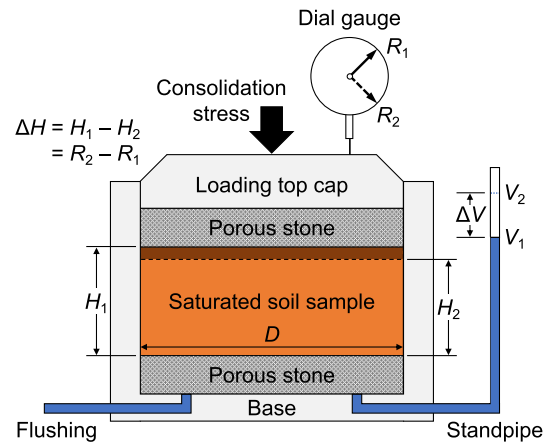 Dial gauge
R1
R2
Consolidation
stress
ΔH = H1 – H2
= R2 – R1
Loading top cap
Porous stone
V2
ΔV
V1
H1
Saturated soil sample
H2
D
Porous stone
Base
Flushing
Standpipe